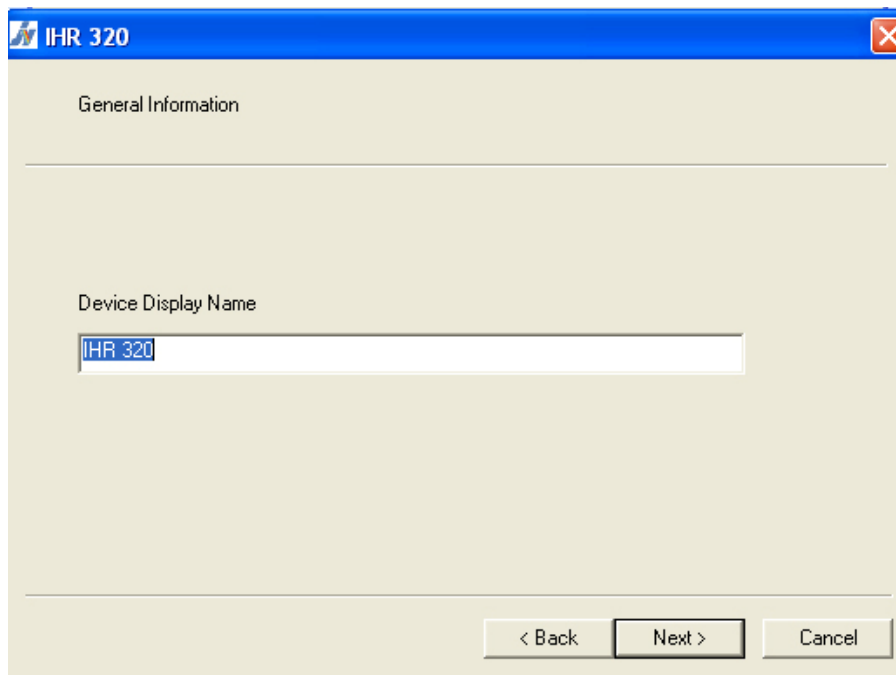 IHR 320
General Information
Device Display Name
IHR 320
< Back Next > Cancel